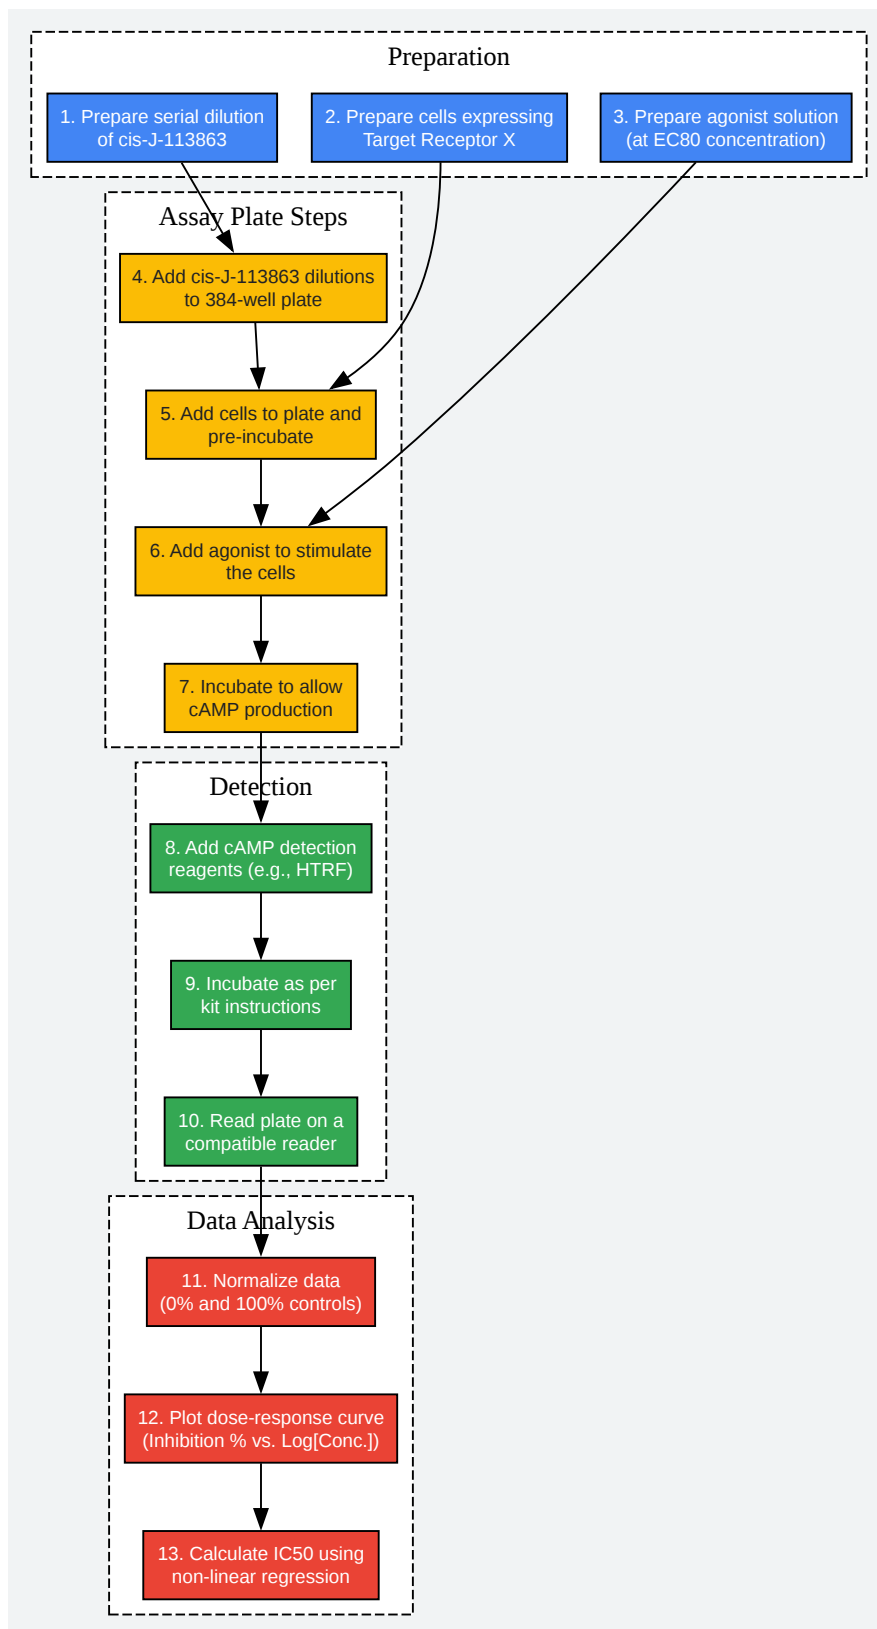 Preparation
1. Prepare serial dilution
of cis-J-113863
2. Prepare cells expressing
Target Receptor X
3. Prepare agonist solution
(at EC80 concentration)
Assay Plate Steps
4. Add cis-J-113863 dilutions
to 384-well plate
5. Add cells to plate and
pre-incubate
6. Add agonist to stimulate
the cells
7. Incubate to allow
cAMP production
Detection
8. Add cAMP detection
reagents (e.g., HTRF)
9. Incubate as per
kit instructions
10. Read plate on a
compatible reader
Data Analysis
11. Normalize data
(0% and 100% controls)
12. Plot dose-response curve
(Inhibition % vs. Log[Conc.])
13. Calculate IC50 using
non-linear regression